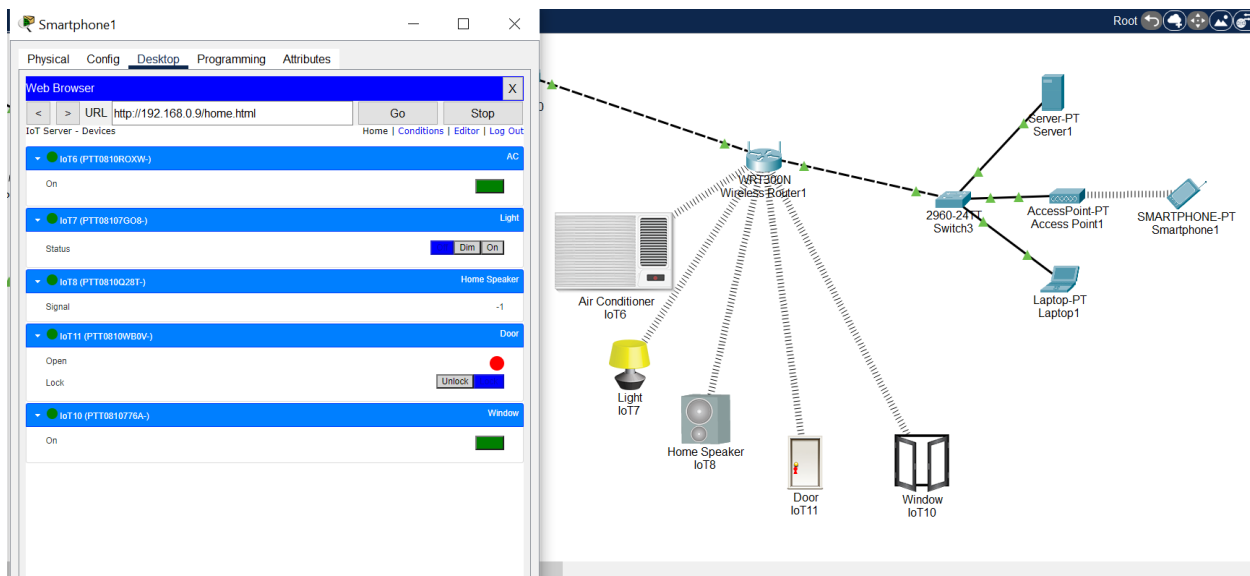 Smartphone1
Physical Config Desktop Programming Attributes
Web Browser X
< > URL http://192.168.0.9/home.html Go Stop
IoT Server - Devices Home | Conditions | Editor | Log Out
IoT6 (PTT0810ROXW-) AC
On
IoT7 (PTT08107GO8-) Light
Status Dim On
IoT8 (PTT0810Q28T-) Home Speaker
Signal -1
IoT11 (PTT0810WB0V-) Door
Open
Lock Unlock
IoT10 (PTT0810776A-) Window
On
Root
0
Server-PT
Server1
WRT300N
Wireless Router1
2960-24TT
Switch3
AccessPoint-PT
Access Point1
SMARTPHONE-PT
Smartphone1
Laptop-PT
Laptop1
Air Conditioner
IoT6
Light
IoT7
Home Speaker
IoT8
Door
IoT11
Window
IoT10